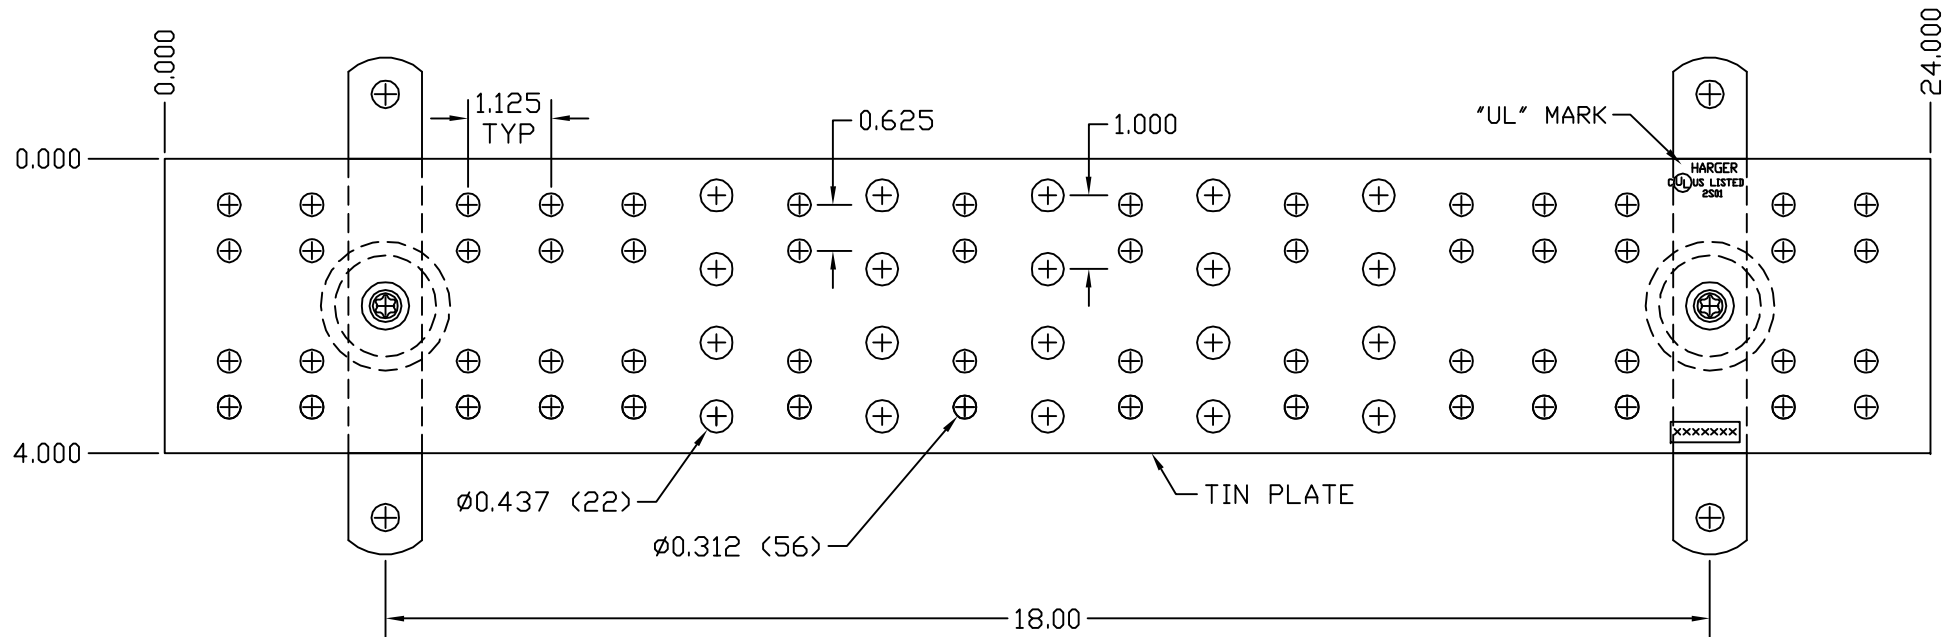 0.000
24.000
1.125
TYP
0.625
1.000
"UL" MARK
0.000
HARGER
C UL US LISTED
2S01
4.000
XXXXXXX
Ø0.437 (22)
TIN PLATE
Ø0.312 (56)
18.00